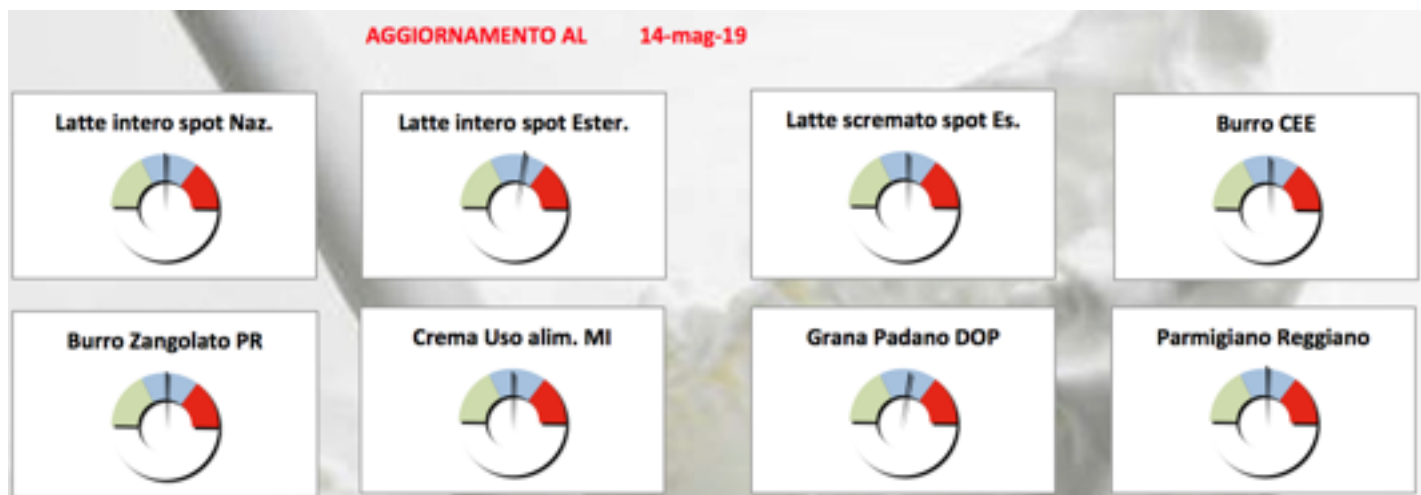 AGGIORNAMENTO AL 14-mag-19
Latte intero spot Naz.
Latte intero spot Ester.
Latte scremato spot Es.
Burro CEE
Burro Zangolato PR
Crema Uso alim. MI
Grana Padano DOP
Parmigiano Reggiano